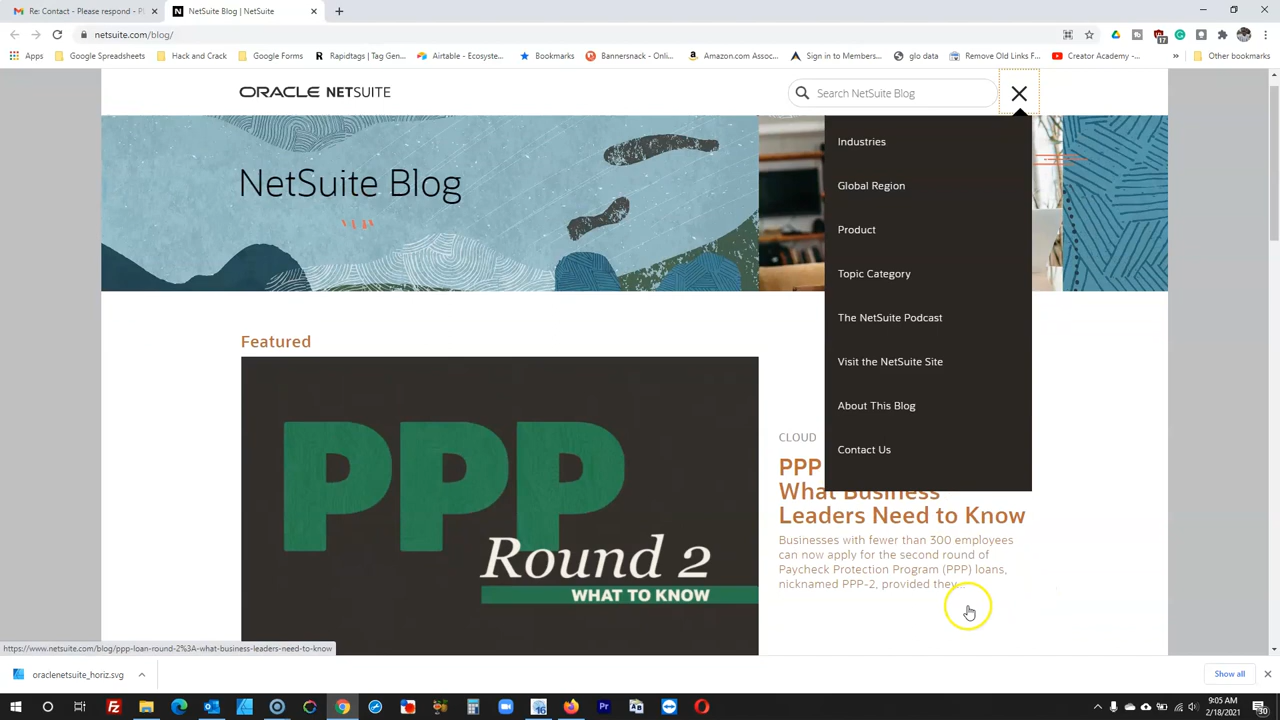 Re: Contact - Please respond - P
NetSuite Blog | NetSuite
netsuite.com/blog/
17
Apps
Google Spreadsheets
Hack and Crack
Google Forms
Rapidtags | Tag Gen...
Airtable - Ecosyste...
Bookmarks
Bannersnack - Onli...
Amazon.com Assoc...
Sign in to Members...
glo data
Remove Old Links F...
Creator Academy -...
»
Other bookmarks
ORACLE NETSUITE
Search NetSuite Blog
NetSuite Blog
Industries
Global Region
Product
Topic Category
The NetSuite Podcast
Visit the NetSuite Site
About This Blog
Contact Us
Featured
PPP
Round 2
WHAT TO KNOW
CLOUD
PPP
What Business
Leaders Need to Know
Businesses with fewer than 300 employees
can now apply for the second round of
Paycheck Protection Program (PPP) loans,
nicknamed PPP-2, provided they...
https://www.netsuite.com/blog/ppp-loan-round-2%3A-what-business-leaders-need-to-know
oraclenetsuite_horiz.svg
Show all
9:05 AM
2/18/2021
30